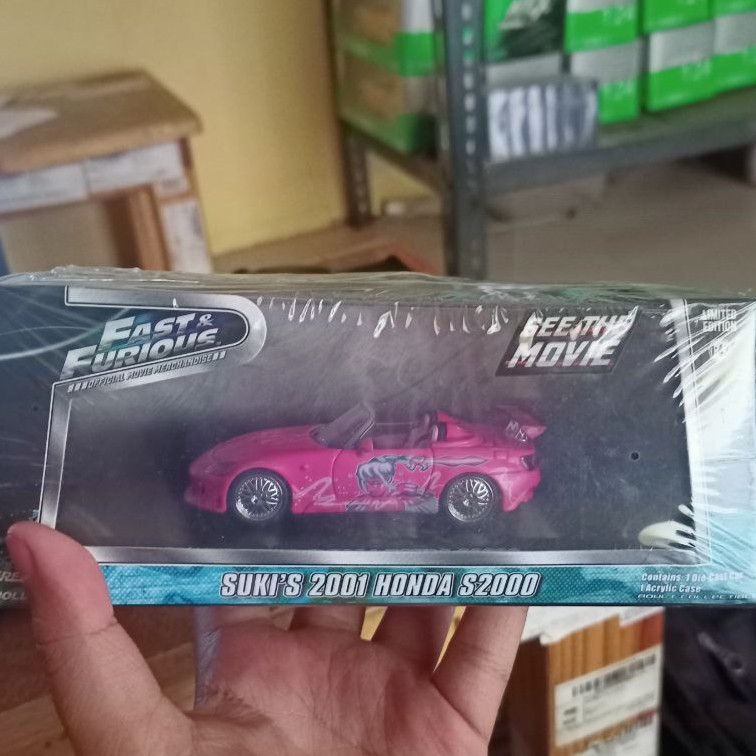 FAST &
FURIOUS
OFFICIAL MOVIE MERCHANDISE
SEE THE
MOVIE
LIMITED
EDITION
SUKI'S 2001 HONDA S2000
Contains: 1 Die-Cast Car
1 Acrylic Case